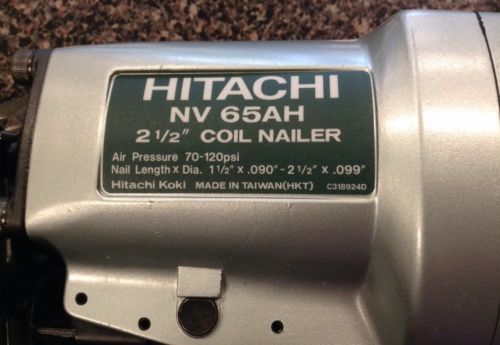 HITACHI
NV 65AH
2 1/2" COIL NAILER
Air Pressure 70-120psi
Nail Length x Dia. 1 1/2" x .090"- 2 1/2" x .099"
Hitachi Koki MADE IN TAIWAN(HKT) C318924D